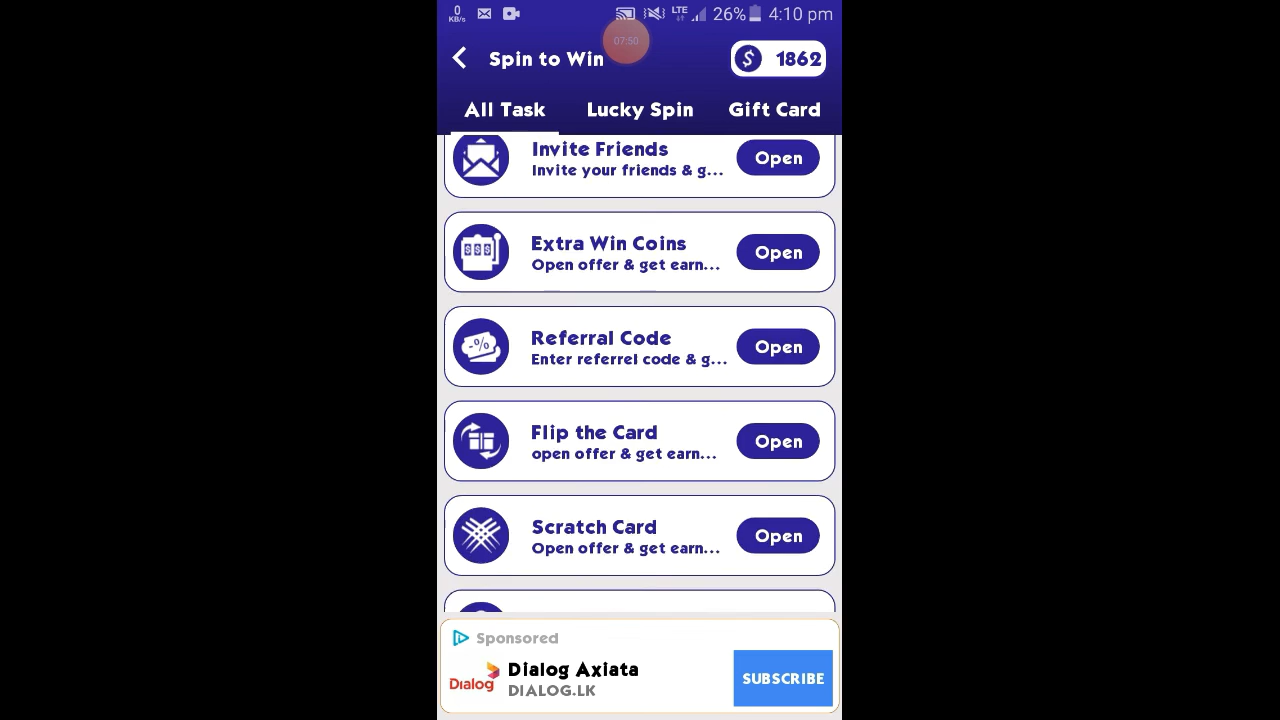 0
KB/s
LTE
26%
4:10 pm
07:50
Spin to Win
$ 1862
All Task
Lucky Spin
Gift Card
Invite Friends
Invite your friends & g...
Open
Extra Win Coins
Open offer & get earn...
Open
$ $ $
Referral Code
Enter referrel code & g...
Open
-%
Flip the Card
open offer & get earn...
Open
Scratch Card
Open offer & get earn...
Open
Sponsored
Dialog
Dialog Axiata
DIALOG.LK
SUBSCRIBE